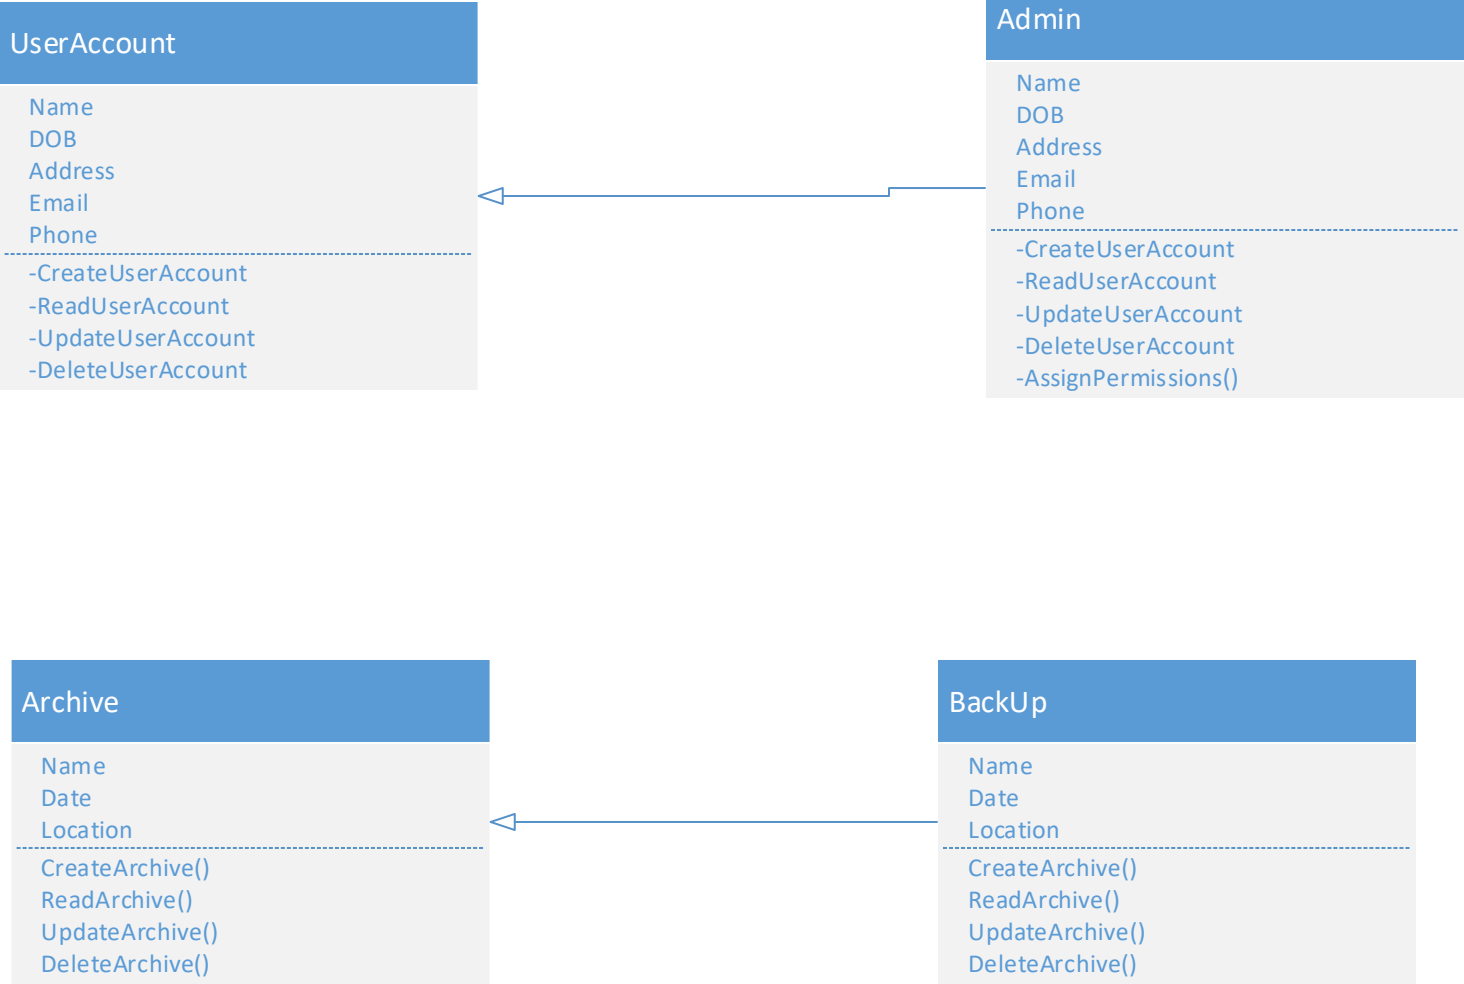 UserAccount
Name
DOB
Address
Email
Phone
-CreateUserAccount
-ReadUserAccount
-UpdateUserAccount
-DeleteUserAccount
Admin
Name
DOB
Address
Email
Phone
-CreateUserAccount
-ReadUserAccount
-UpdateUserAccount
-DeleteUserAccount
-AssignPermissions()
Archive
Name
Date
Location
CreateArchive()
ReadArchive()
UpdateArchive()
DeleteArchive()
BackUp
Name
Date
Location
CreateArchive()
ReadArchive()
UpdateArchive()
DeleteArchive()